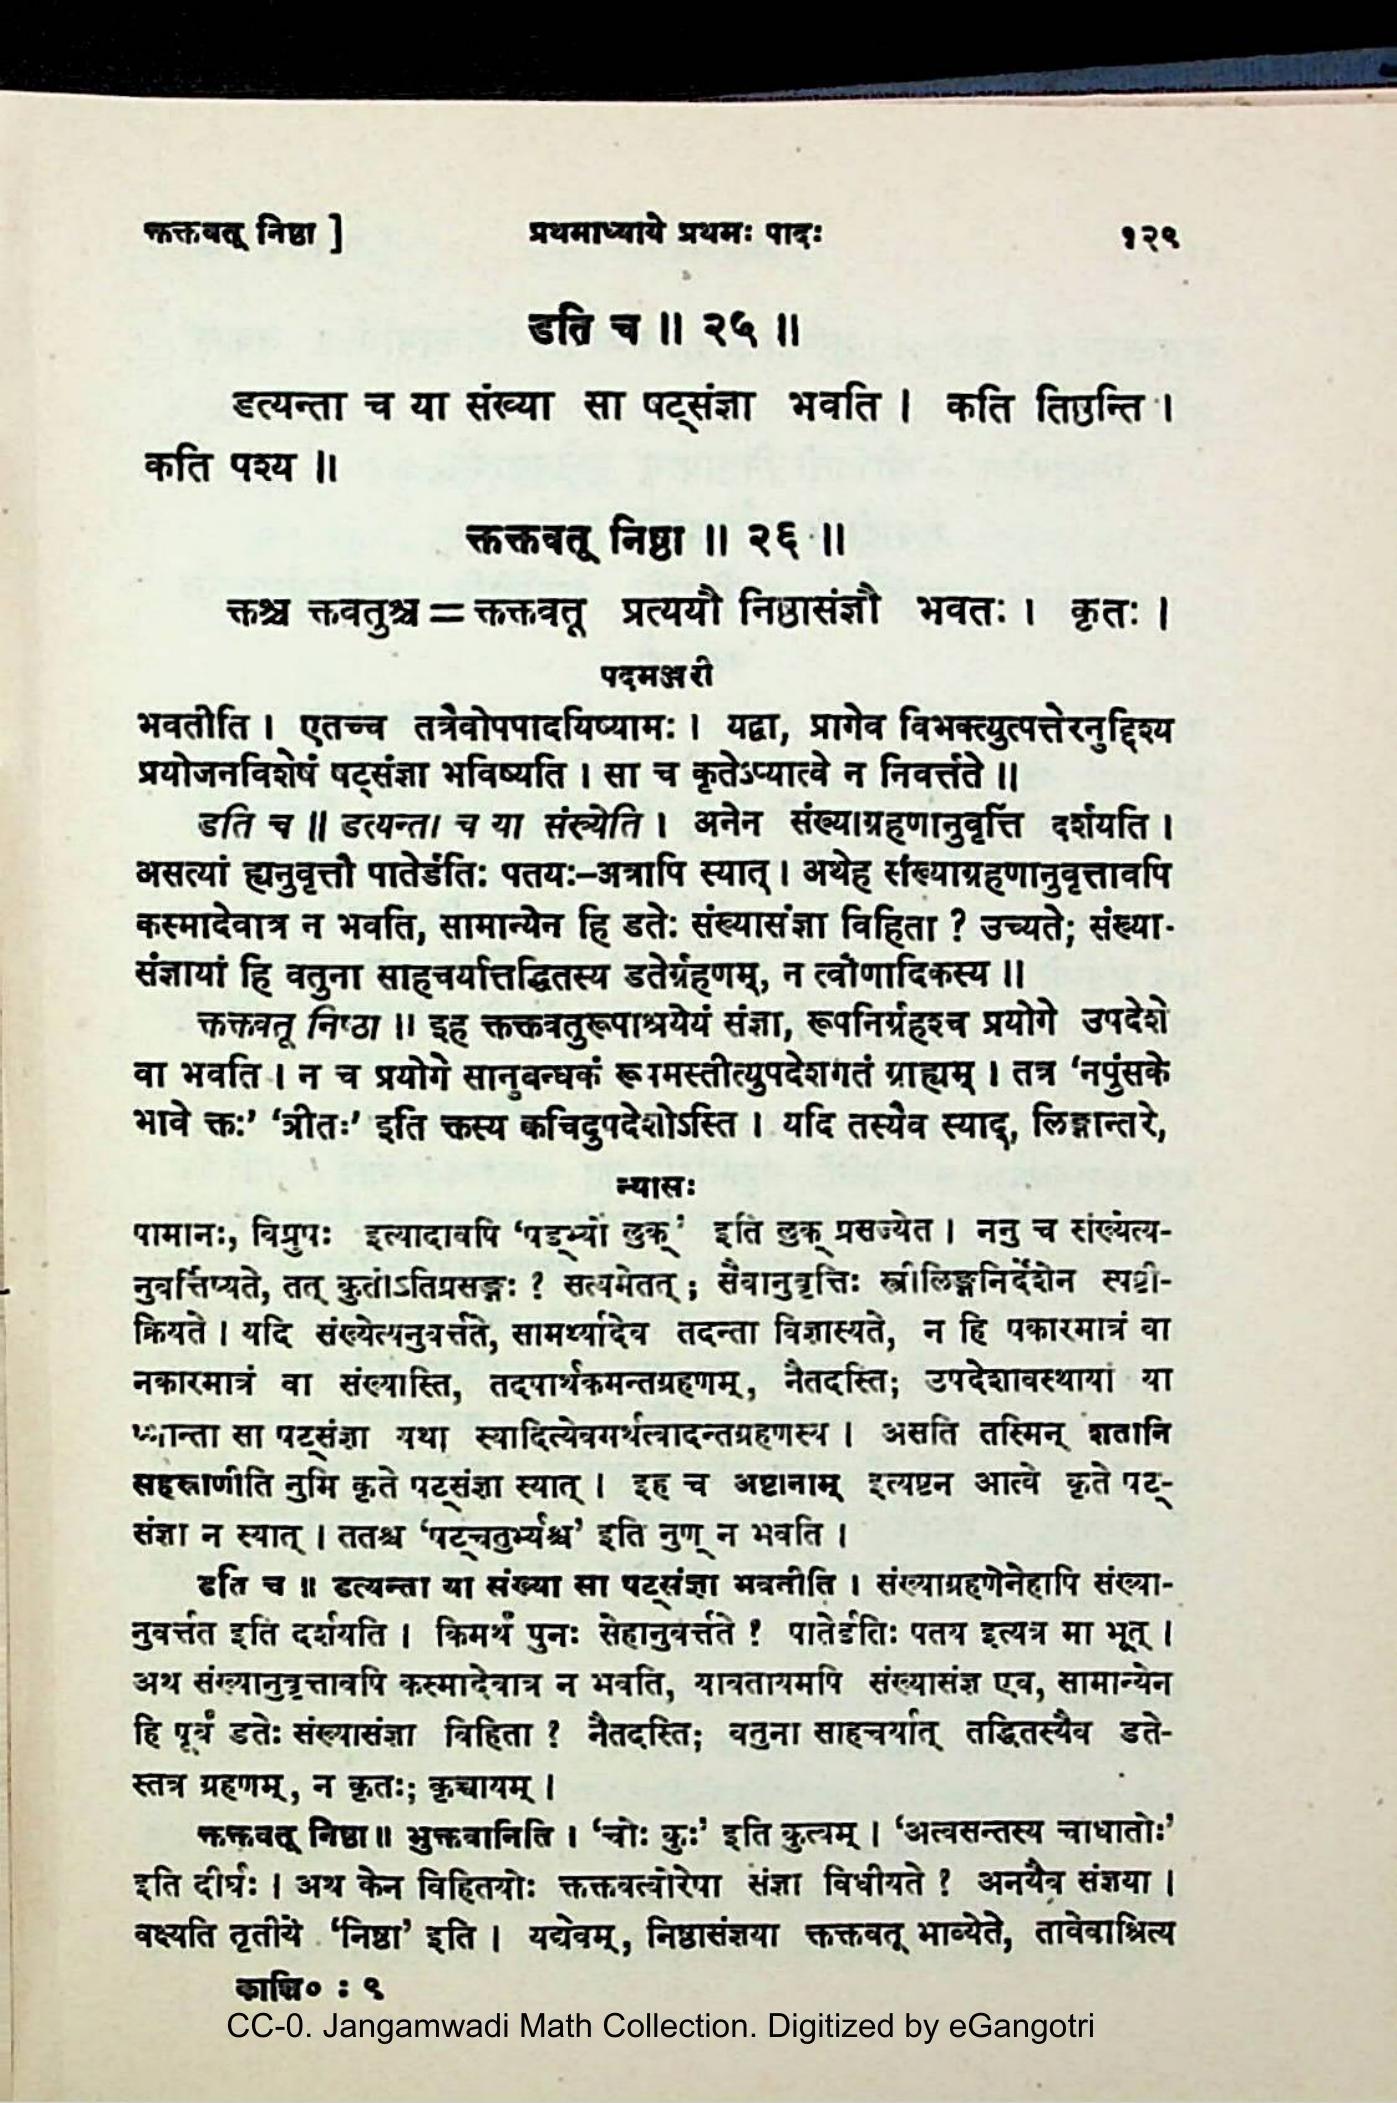 क्तक्तवतू निष्ठा ] प्रथमाध्याये प्रथमः पादः १२९
डति च ॥ २५ ॥
डत्यन्ता च या संख्या सा षट्संज्ञा भवति । कति तिष्ठन्ति ।
कति पश्य ॥
क्तक्तवतू निष्ठा ॥ २६ ॥
क्तश्च क्तवतुश्च = क्तक्तवतू प्रत्ययौ निष्ठासंज्ञौ भवतः । कृतः ।
पदमञ्जरी
भवतीति । एतच्च तत्रैवोपपादयिष्यामः । यद्वा, प्रागेव विभक्त्युत्पत्तेरनुद्दिश्य
प्रयोजनविशेषं षट्संज्ञा भविष्यति । सा च कृतेऽप्यात्वे न निवर्त्तते ॥
डति च ॥ डत्यन्ता च या संख्येति । अनेन संख्याग्रहणानुवृत्तिं दर्शयति ।
असत्यां ह्यनुवृत्तौ पातेर्डतिः पतयः–अत्रापि स्यात् । अथेह संख्याग्रहणानुवृत्तावपि
कस्मादेवात्र न भवति, सामान्येन हि डतेः संख्यासंज्ञा विहिता ? उच्यते; संख्या-
संज्ञायां हि वतुना साहचर्यात्तद्धितस्य डतेर्ग्रहणम्, न त्वौणादिकस्य ॥
क्तक्तवतू निष्ठा ॥ इह क्तक्तवतुरूपाश्रयेयं संज्ञा, रूपनिर्ग्रहश्च प्रयोगे उपदेशे
वा भवति । न च प्रयोगे सानुबन्धकं रूपमस्तीत्युपदेशगतं ग्राह्यम् । तत्र ‘नपुंसके
भावे क्तः’ ‘ञीतः’ इति क्तस्य क्वचिदुपदेशोऽस्ति । यदि तस्यैव स्याद्, लिङ्गान्तरे,
न्यासः
पामानः, विप्रुषः इत्यादावपि ‘षड्भ्यो लुक्’ इति लुक् प्रसज्येत । ननु च संख्येत्य-
नुवर्त्तिष्यते, तत् कुतोऽतिप्रसङ्गः ? सत्यमेतत् ; सैवानुवृत्तिः स्त्रीलिङ्गनिर्देशेन स्पष्टी-
क्रियते । यदि संख्येत्यनुवर्त्तते, सामर्थ्यादेव तदन्ता विज्ञास्यते, न हि षकारमात्रं वा
नकारमात्रं वा संख्यास्ति, तदपार्थकमन्तग्रहणम्, नैतदस्ति; उपदेशावस्थायां या
ष्णान्ता सा षट्संज्ञा यथा स्यादित्येवमर्थत्वादन्तग्रहणस्य । असति तस्मिन् शतानि
सहस्राणीति नुमि कृते षट्संज्ञा स्यात् । इह च अष्टानाम् इत्यष्टन आत्वे कृते षट्-
संज्ञा न स्यात् । ततश्च ‘षट्चतुर्भ्यश्च’ इति नुण् न भवति ।
डति च ॥ डत्यन्ता या संख्या सा षट्संज्ञा भवतीति । संख्याग्रहणेनेहापि संख्या-
नुवर्त्तत इति दर्शयति । किमर्थं पुनः सेहानुवर्त्तते ? पातेर्डतिः पतय इत्यत्र मा भूत् ।
अथ संख्यानुवृत्तावपि कस्मादेवात्र न भवति, यावतायमपि संख्यासंज्ञ एव, सामान्येन
हि पूर्वं डतेः संख्यासंज्ञा विहिता ? नैतदस्ति; वतुना साहचर्यात् तद्धितस्यैव डते-
स्तत्र ग्रहणम्, न कृतः; कृच्चायम् ।
क्तक्तवतू निष्ठा ॥ भुक्तवानिति । ‘चोः कुः’ इति कुत्वम् । ‘अत्वसन्तस्य चाधातोः’
इति दीर्घः । अथ केन विहितयोः क्तक्तवत्वोरेषा संज्ञा विधीयते ? अनयैव संज्ञया ।
वक्ष्यति तृतीये ‘निष्ठा’ इति । यद्येवम्, निष्ठासंज्ञया क्तक्तवतू भाव्येते, तावेवाश्रित्य
काशि० : ९
CC-0. Jangamwadi Math Collection. Digitized by eGangotri